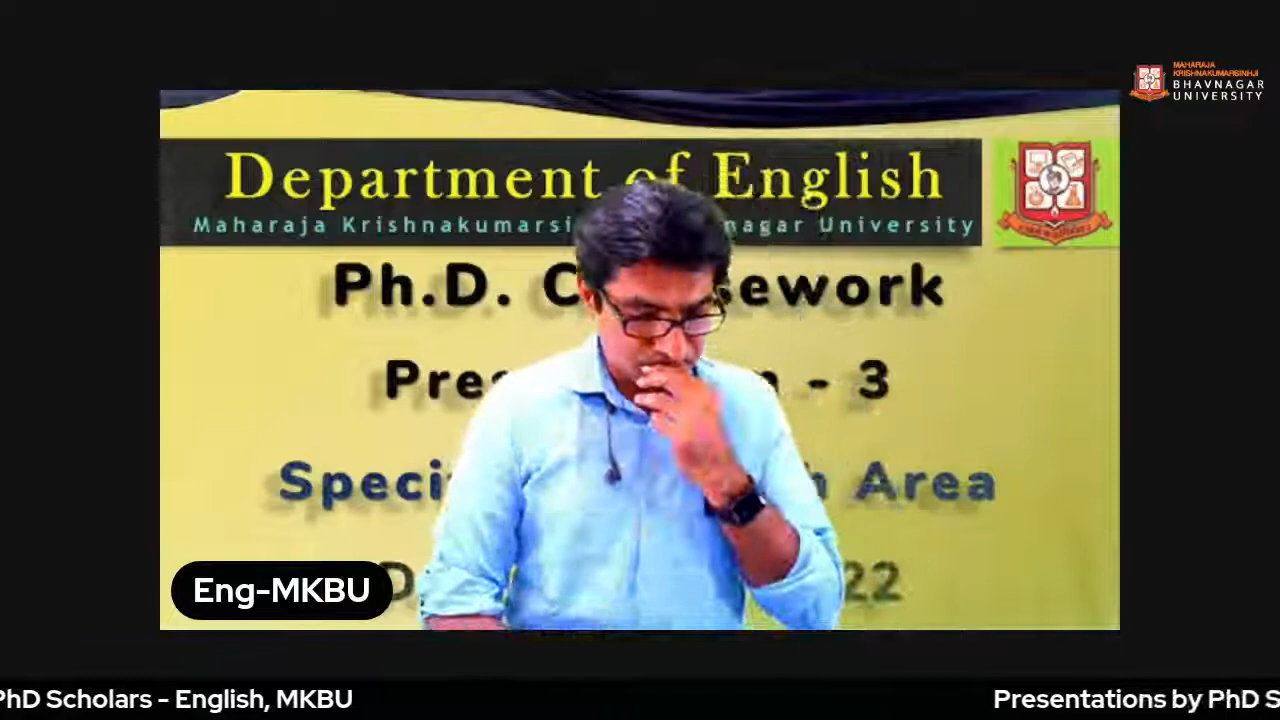 MAHARAJA
KRISHNAKUMARSINHJI
BHAVNAGAR
UNIVERSITY
Department of English
Maharaja Krishnakumarsi nagar University
Ph.D. C sework
Pres n - 3
Speci h Area
D 22
Eng-MKBU
PhD Scholars - English, MKBU
Presentations by PhD S